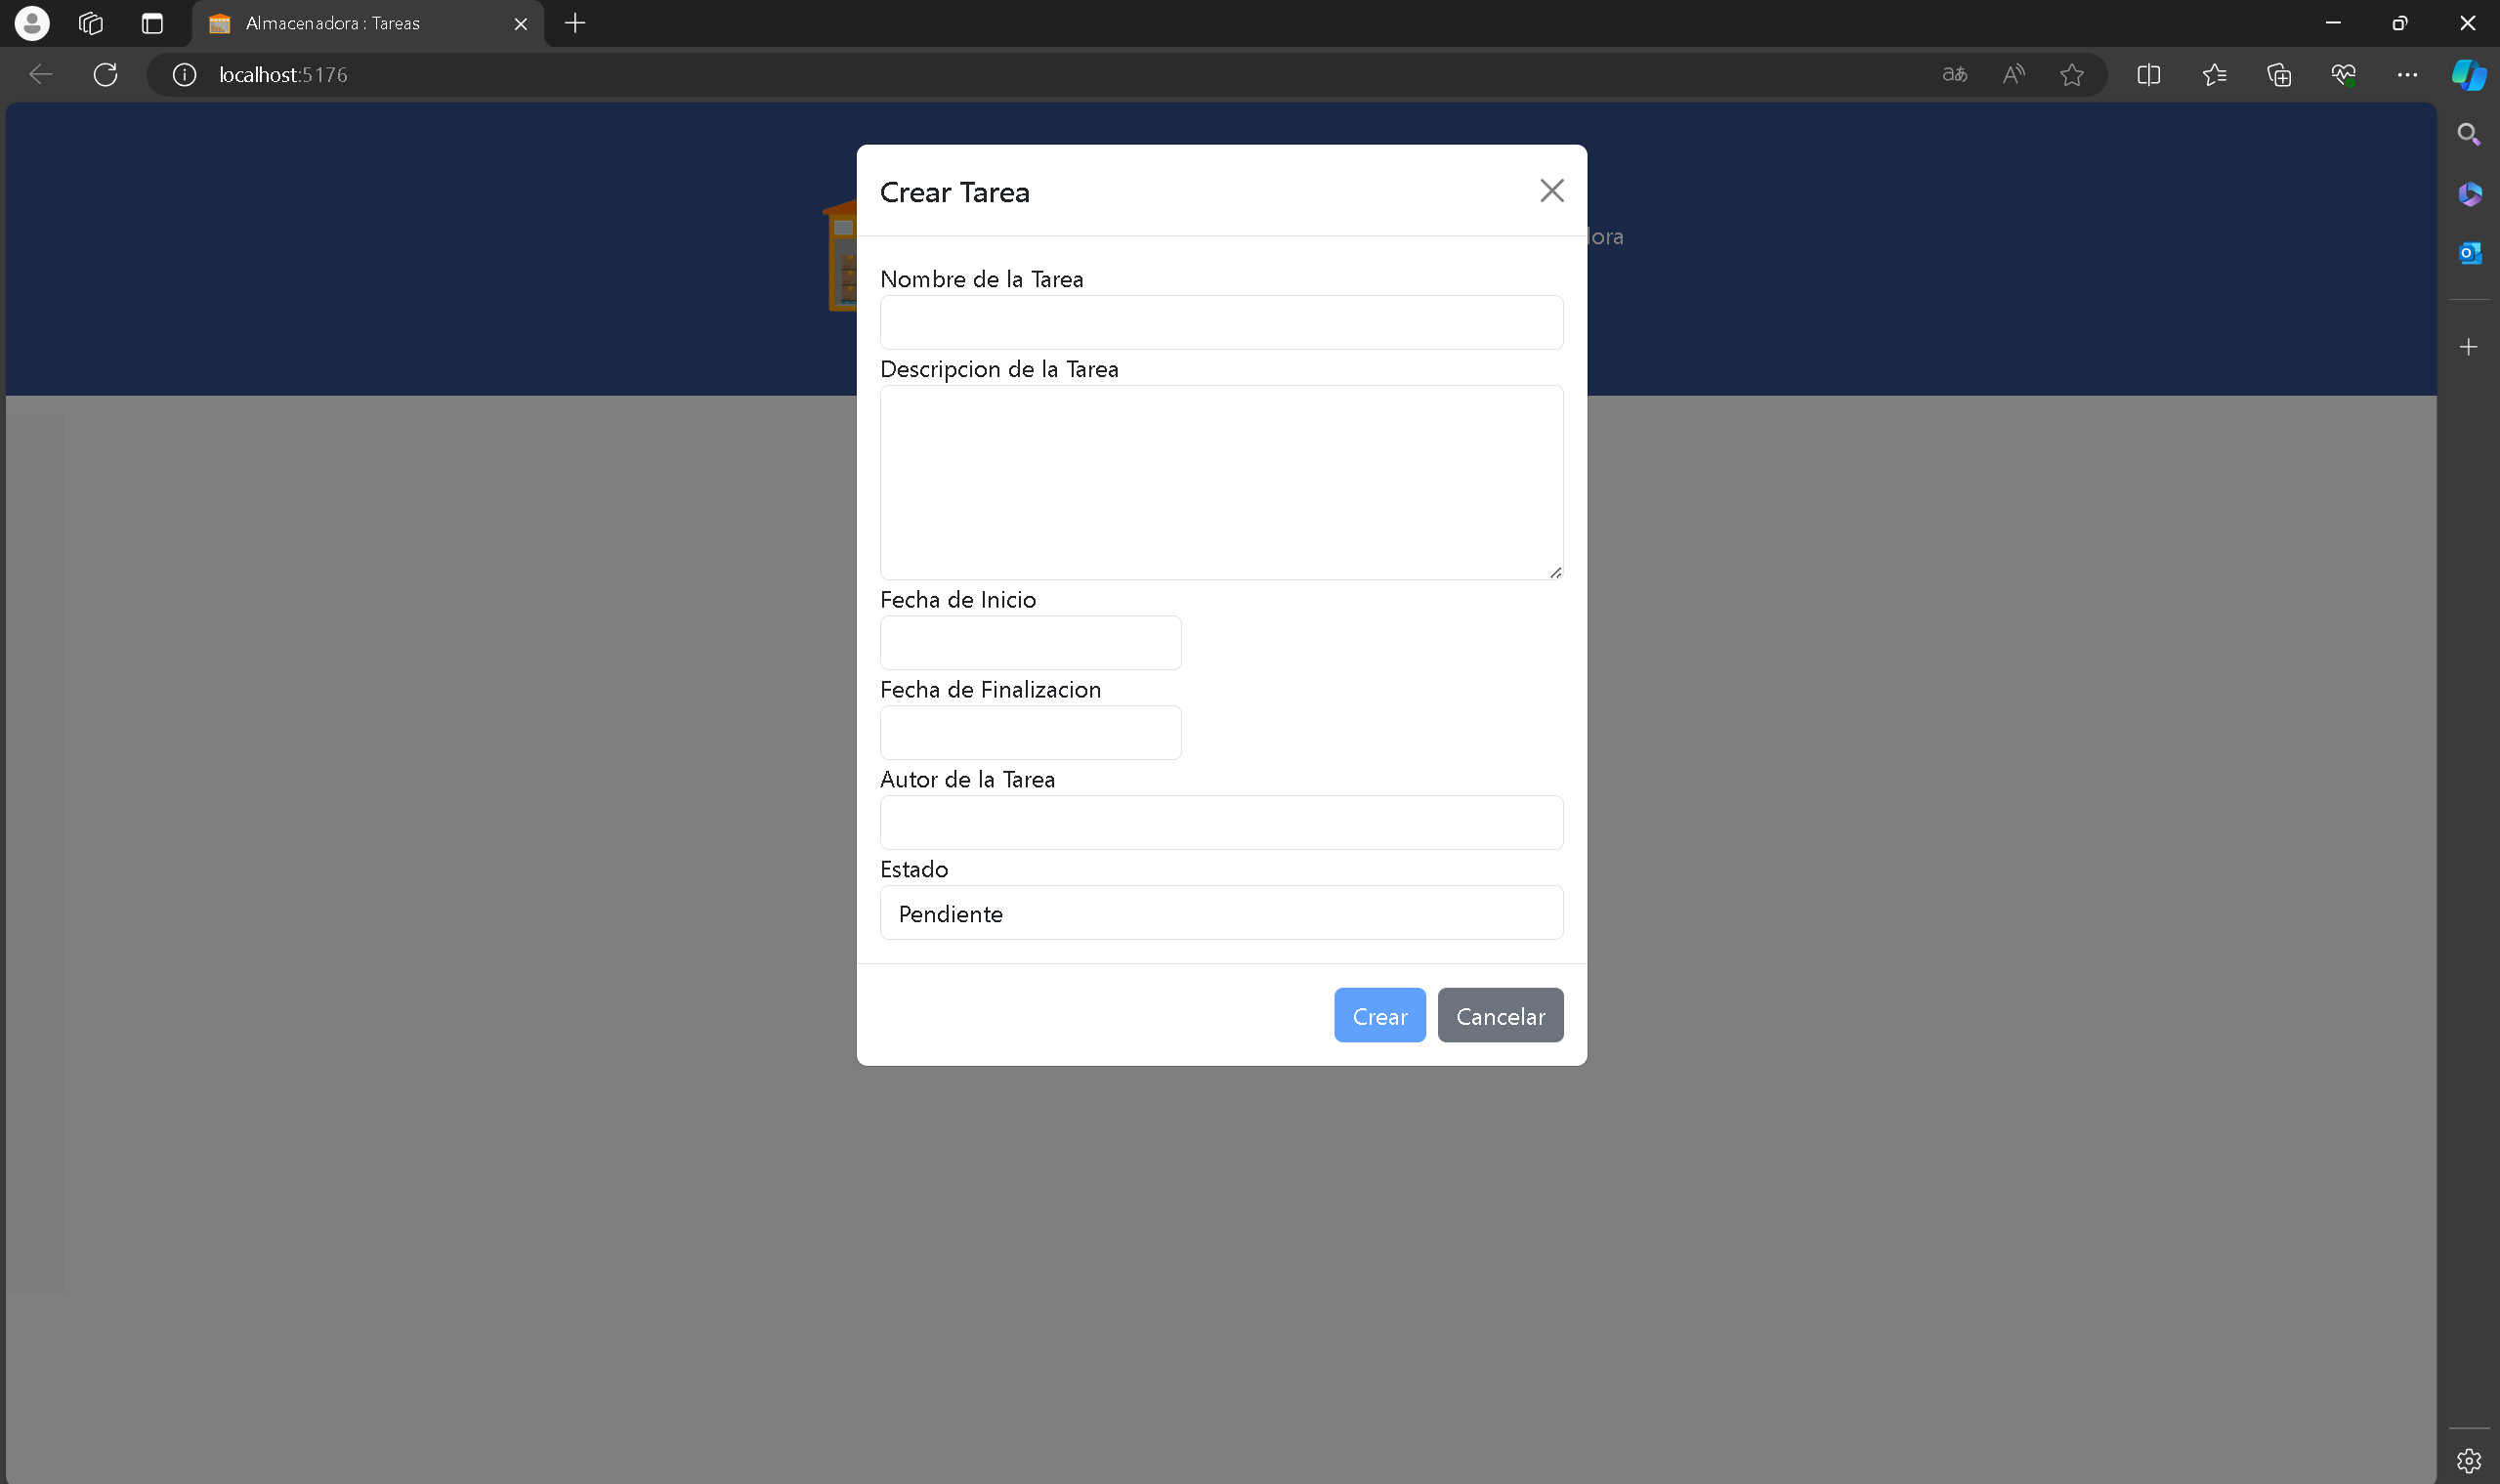 Almacenadora : Tareas
localhost:5176
Crear Tarea
dora
Nombre de la Tarea
Descripcion de la Tarea
Fecha de Inicio
Fecha de Finalizacion
Autor de la Tarea
Estado
Pendiente
Crear
Cancelar